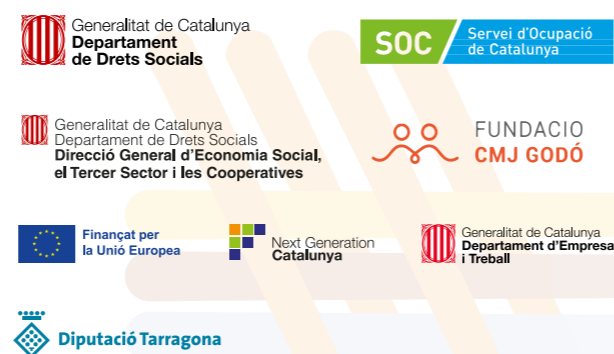 Generalitat de Catalunya
Departament
de Drets Socials
SOC
Servei d'Ocupació
de Catalunya
Generalitat de Catalunya
Departament de Drets Socials
Direcció General d'Economia Social,
el Tercer Sector i les Cooperatives
FUNDACIO
CMJ GODÓ
Finançat per
la Unió Europea
Next Generation
Catalunya
Generalitat de Catalunya
Departament d'Empresa
i Treball
Diputació Tarragona